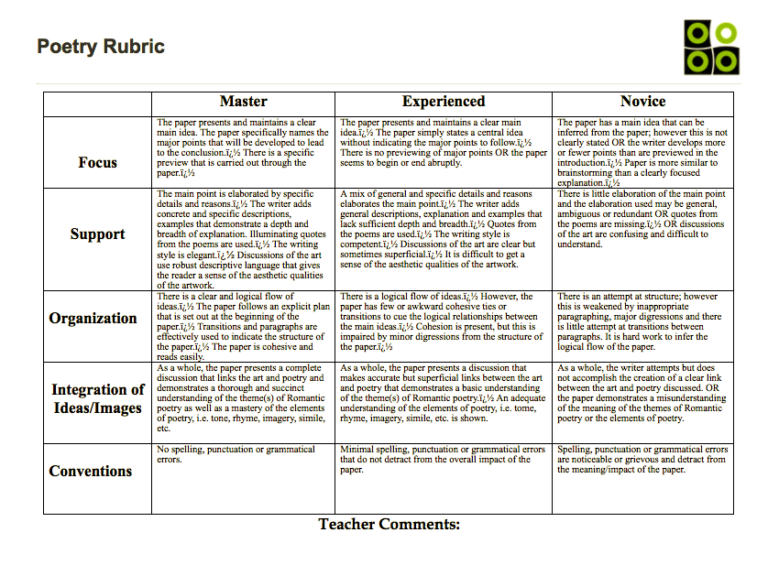 Poetry Rubric
Master
Experienced
Novice
Focus
The paper presents and maintains a clear
main idea. The paper specifically names the
major points that will be developed to lead
to the conclusion.ï¿½ There is a specific
preview that is carried out through the
paper.ï¿½
The paper presents and maintains a clear main
idea.ï¿½ The paper simply states a central idea
without indicating the major points to follow.ï¿½
There is no previewing of major points OR the paper
seems to begin or end abruptly.
The paper has a main idea that can be
inferred from the paper; however this is not
clearly stated OR the writer develops more
or fewer points than are previewed in the
introduction.ï¿½ Paper is more similar to
brainstorming than a clearly focused
explanation.ï¿½
Support
The main point is elaborated by specific
details and reasons.ï¿½ The writer adds
concrete and specific descriptions,
examples that demonstrate a depth and
breadth of explanation. Illuminating quotes
from the poems are used.ï¿½ The writing
style is elegant.ï¿½ Discussions of the art
use robust descriptive language that gives
the reader a sense of the aesthetic qualities
of the artwork.
A mix of general and specific details and reasons
elaborates the main point.ï¿½ The writer adds
general descriptions, explanation and examples that
lack sufficient depth and breadth.ï¿½ Quotes from
the poems are used.ï¿½ The writing style is
competent.ï¿½ Discussions of the art are clear but
sometimes superficial.ï¿½ It is difficult to get a
sense of the aesthetic qualities of the artwork.
There is little elaboration of the main point
and the elaboration used may be general,
ambiguous or redundant OR quotes from
the poems are missing.ï¿½ OR discussions
of the art are confusing and difficult to
understand.
Organization
There is a clear and logical flow of
ideas.ï¿½ The paper follows an explicit plan
that is set out at the beginning of the
paper.ï¿½ Transitions and paragraphs are
effectively used to indicate the structure of
the paper.ï¿½ The paper is cohesive and
reads easily.
There is a logical flow of ideas.ï¿½ However, the
paper has few or awkward cohesive ties or
transitions to cue the logical relationships between
the main ideas.ï¿½ Cohesion is present, but this is
impaired by minor digressions from the structure of
the paper.ï¿½
There is an attempt at structure; however
this is weakened by inappropriate
paragraphing, major digressions and there
is little attempt at transitions between
paragraphs. It is hard work to infer the
logical flow of the paper.
Integration of
Ideas/Images
As a whole, the paper presents a complete
discussion that links the art and poetry and
demonstrates a thorough and succinct
understanding of the theme(s) of Romantic
poetry as well as a mastery of the elements
of poetry, i.e. tone, rhyme, imagery, simile,
etc.
As a whole, the paper presents a discussion that
makes accurate but superficial links between the art
and poetry that demonstrates a basic understanding
of the theme(s) of Romantic poetry.ï¿½ An adequate
understanding of the elements of poetry, i.e. tome,
rhyme, imagery, simile, etc. is shown.
As a whole, the writer attempts but does
not accomplish the creation of a clear link
between the art and poetry discussed. OR
the paper demonstrates a misunderstanding
of the meaning of the themes of Romantic
poetry or the elements of poetry.
Conventions
No spelling, punctuation or grammatical
errors.
Minimal spelling, punctuation or grammatical errors
that do not detract from the overall impact of the
paper.
Spelling, punctuation or grammatical errors
are noticeable or grievous and detract from
the meaning/impact of the paper.
Teacher Comments: